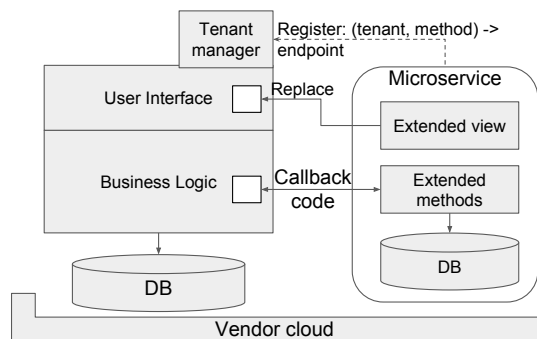 Tenant
manager
Register: (tenant, method) ->
endpoint
Microservice
User Interface
Replace
Extended view
Business Logic
Callback
code
Extended
methods
DB
DB
Vendor cloud